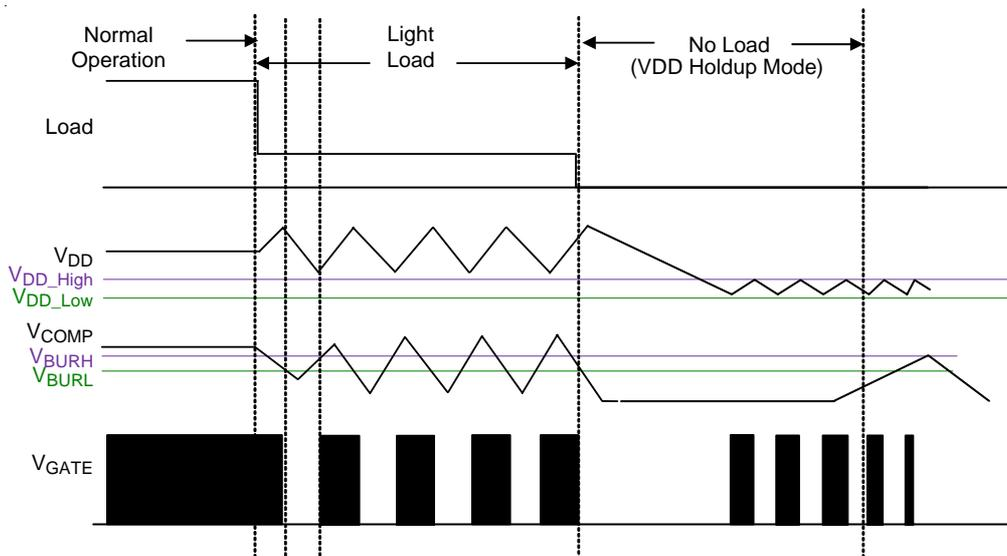 Normal
Operation
Light
Load
No Load
(VDD Holdup Mode)
Load
VDD
VDD_High
VDD_Low
VCOMP
VBURH
VBURL
VGATE